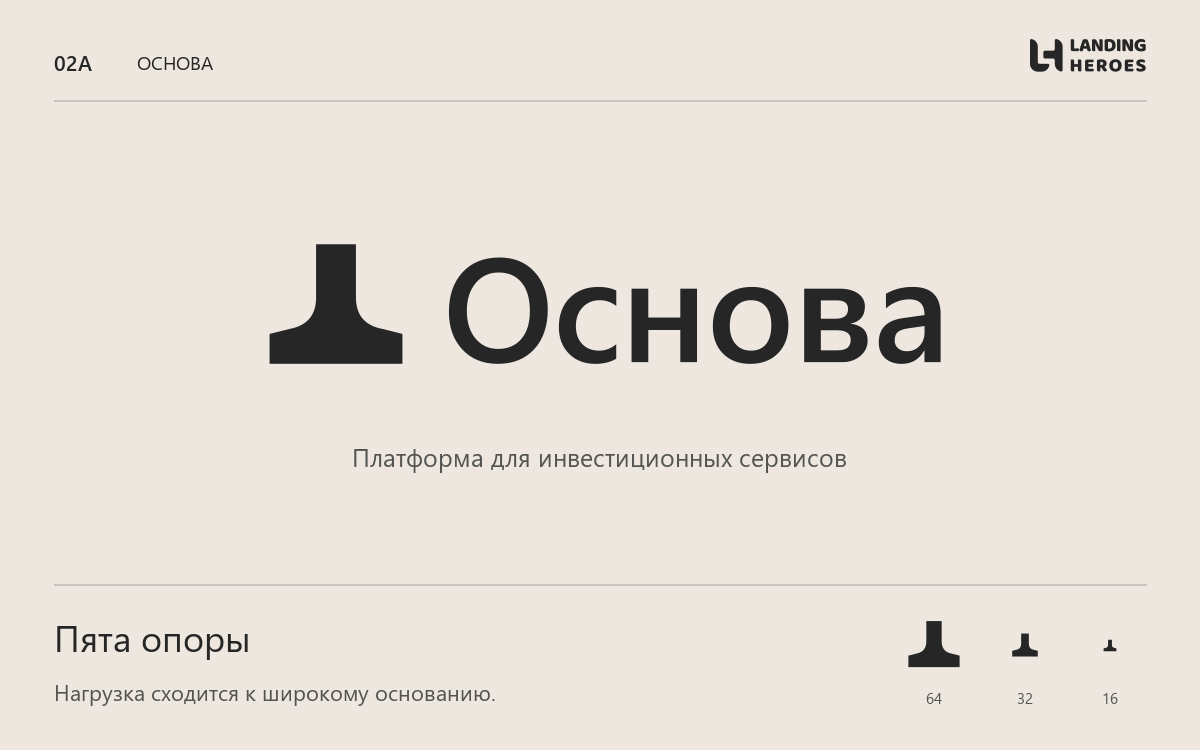 02A ОСНОВА
LANDING
HEROES
Основа
Платформа для инвестиционных сервисов
Пята опоры
Нагрузка сходится к широкому основанию.
64 32 16